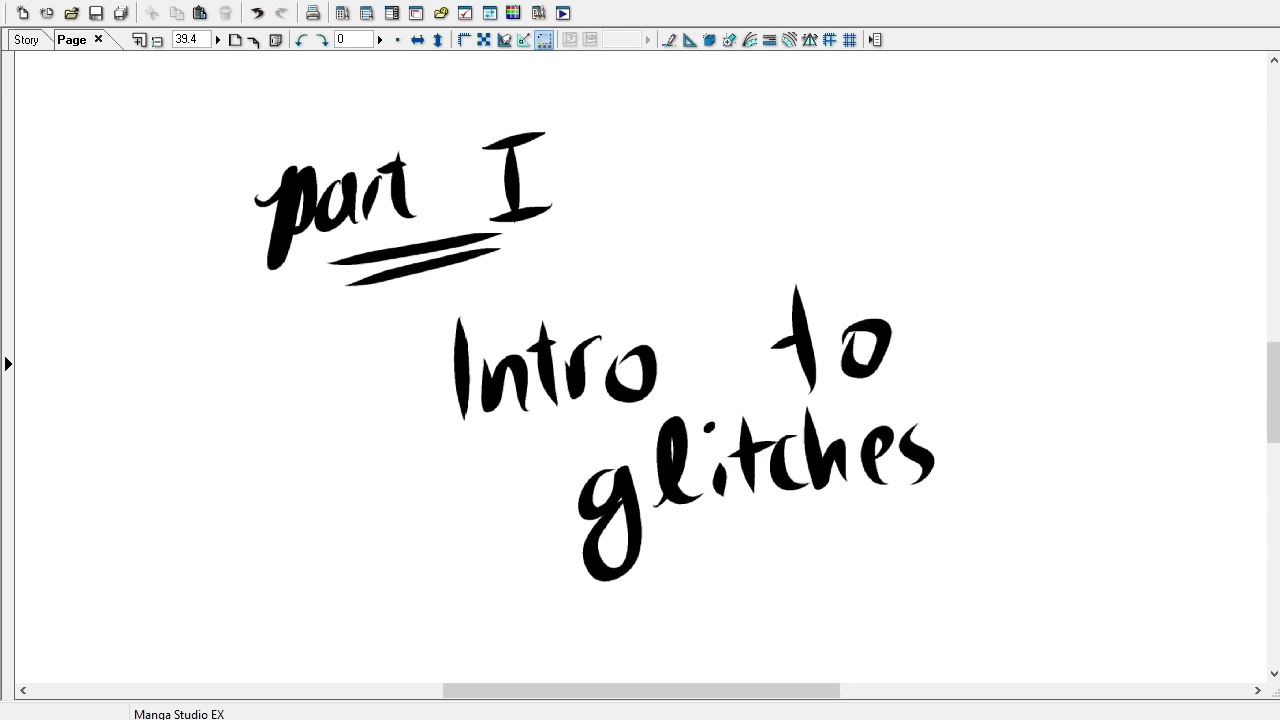 Story Page
39.4 0
part I
Intro to
glitches
Manga Studio EX